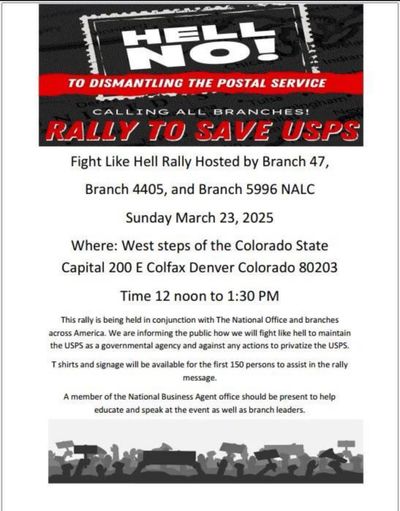 HELL
NO!
TO DISMANTLING THE POSTAL SERVICE
CALLING ALL BRANCHES!
RALLY TO SAVE USPS
Fight Like Hell Rally Hosted by Branch 47,
Branch 4405, and Branch 5996 NALC
Sunday March 23, 2025
Where: West steps of the Colorado State
Capital 200 E Colfax Denver Colorado 80203
Time 12 noon to 1:30 PM
This rally is being held in conjunction with The National Office and branches
across America. We are informing the public how we will fight like hell to maintain
the USPS as a governmental agency and against any actions to privatize the USPS.
T shirts and signage will be available for the first 150 persons to assist in the rally
message.
A member of the National Business Agent office should be present to help
educate and speak at the event as well as branch leaders.